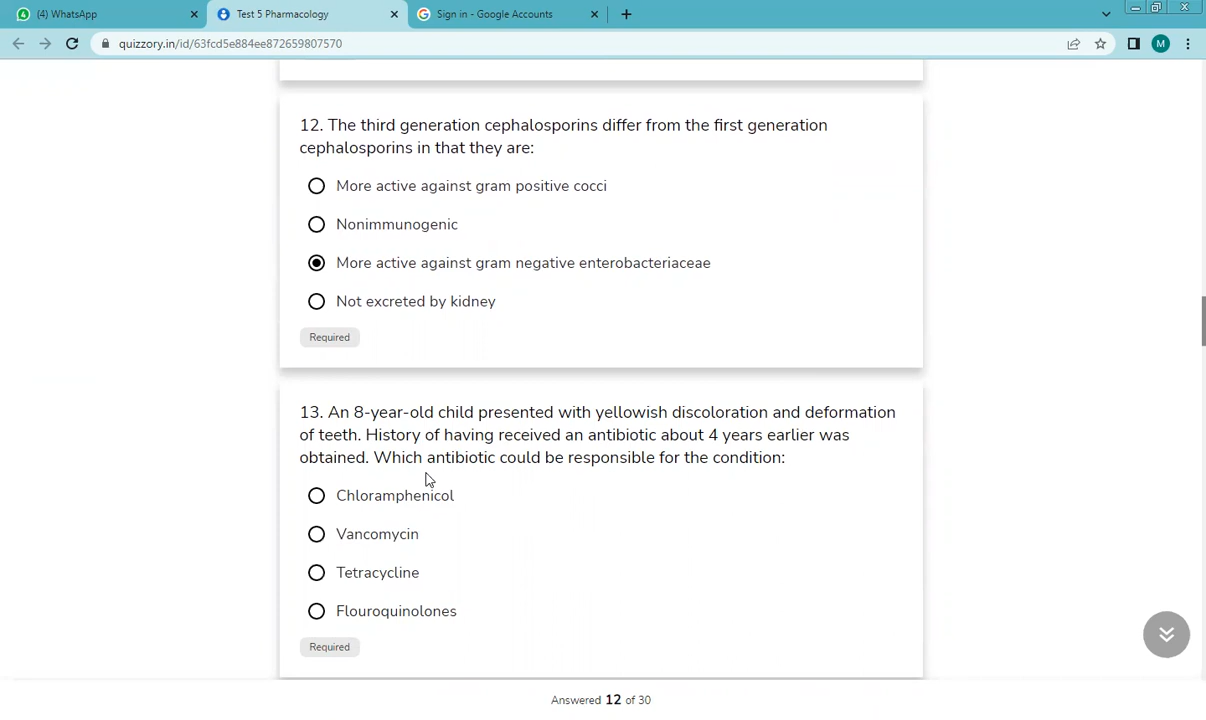 (4) WhatsApp
Test 5 Pharmacology
Sign in - Google Accounts
quizzory.in/id/63fcd5e884ee872659807570
M
12. The third generation cephalosporins differ from the first generation
cephalosporins in that they are:
More active against gram positive cocci
Nonimmunogenic
More active against gram negative enterobacteriaceae
Not excreted by kidney
Required
13. An 8-year-old child presented with yellowish discoloration and deformation
of teeth. History of having received an antibiotic about 4 years earlier was
obtained. Which antibiotic could be responsible for the condition:
Chloramphenicol
Vancomycin
Tetracycline
Flouroquinolones
Required
Answered 12 of 30